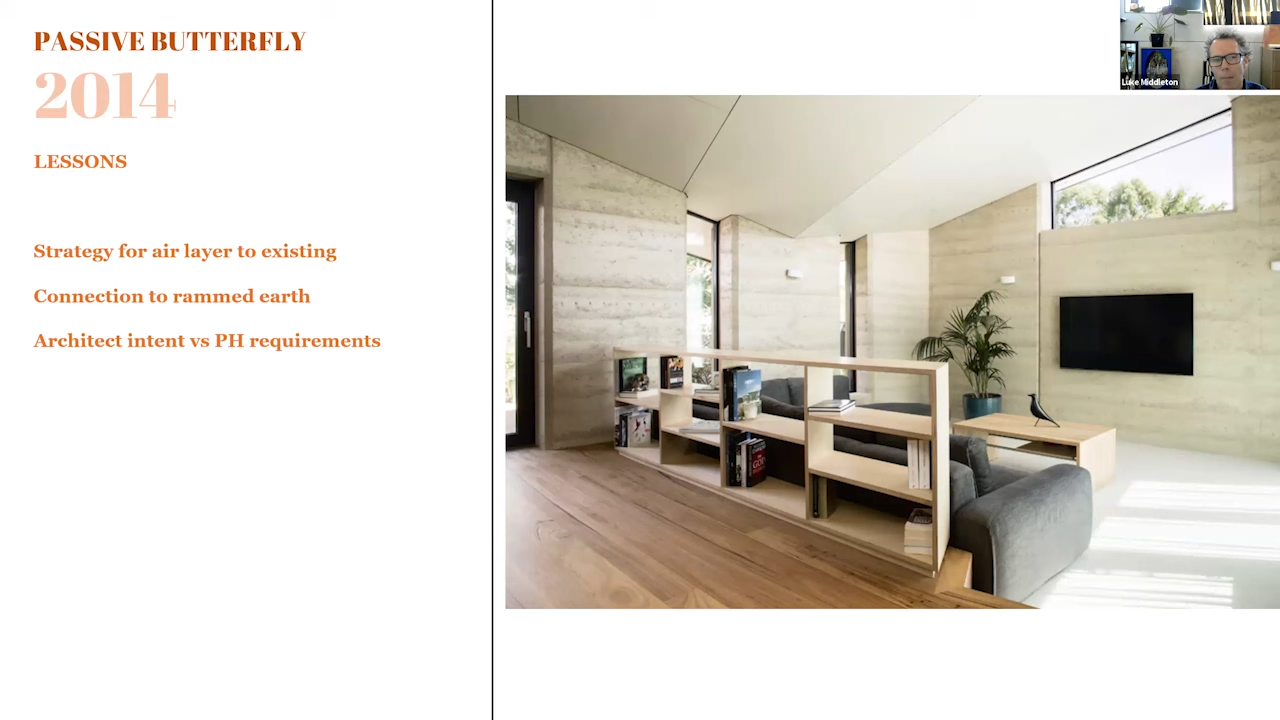 PASSIVE BUTTERFLY
2014
LESSONS
Strategy for air layer to existing
Connection to rammed earth
Architect intent vs PH requirements
Luke Middleton